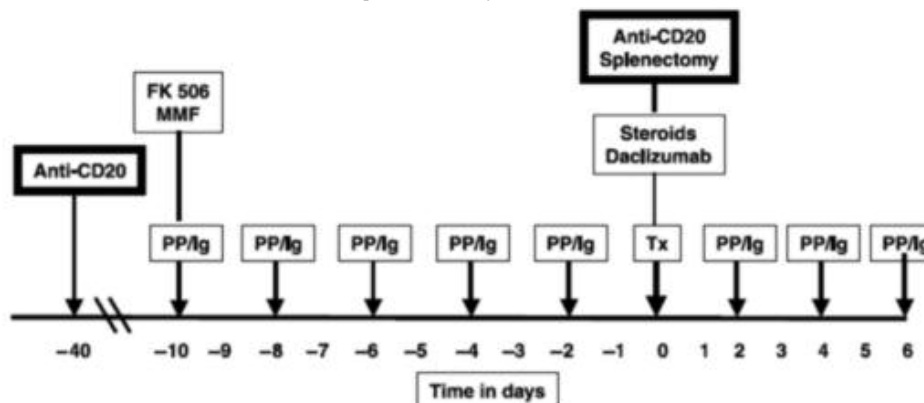 Anti-CD20
Splenectomy
FK 506
MMF
Steroids
Daclizumab
Anti-CD20
PP/Ig PP/Ig PP/Ig PP/Ig PP/Ig Tx PP/Ig PP/Ig PP/Ig
–40 –10 –9 –8 –7 –6 –5 –4 –3 –2 –1 0 1 2 3 4 5 6
Time in days